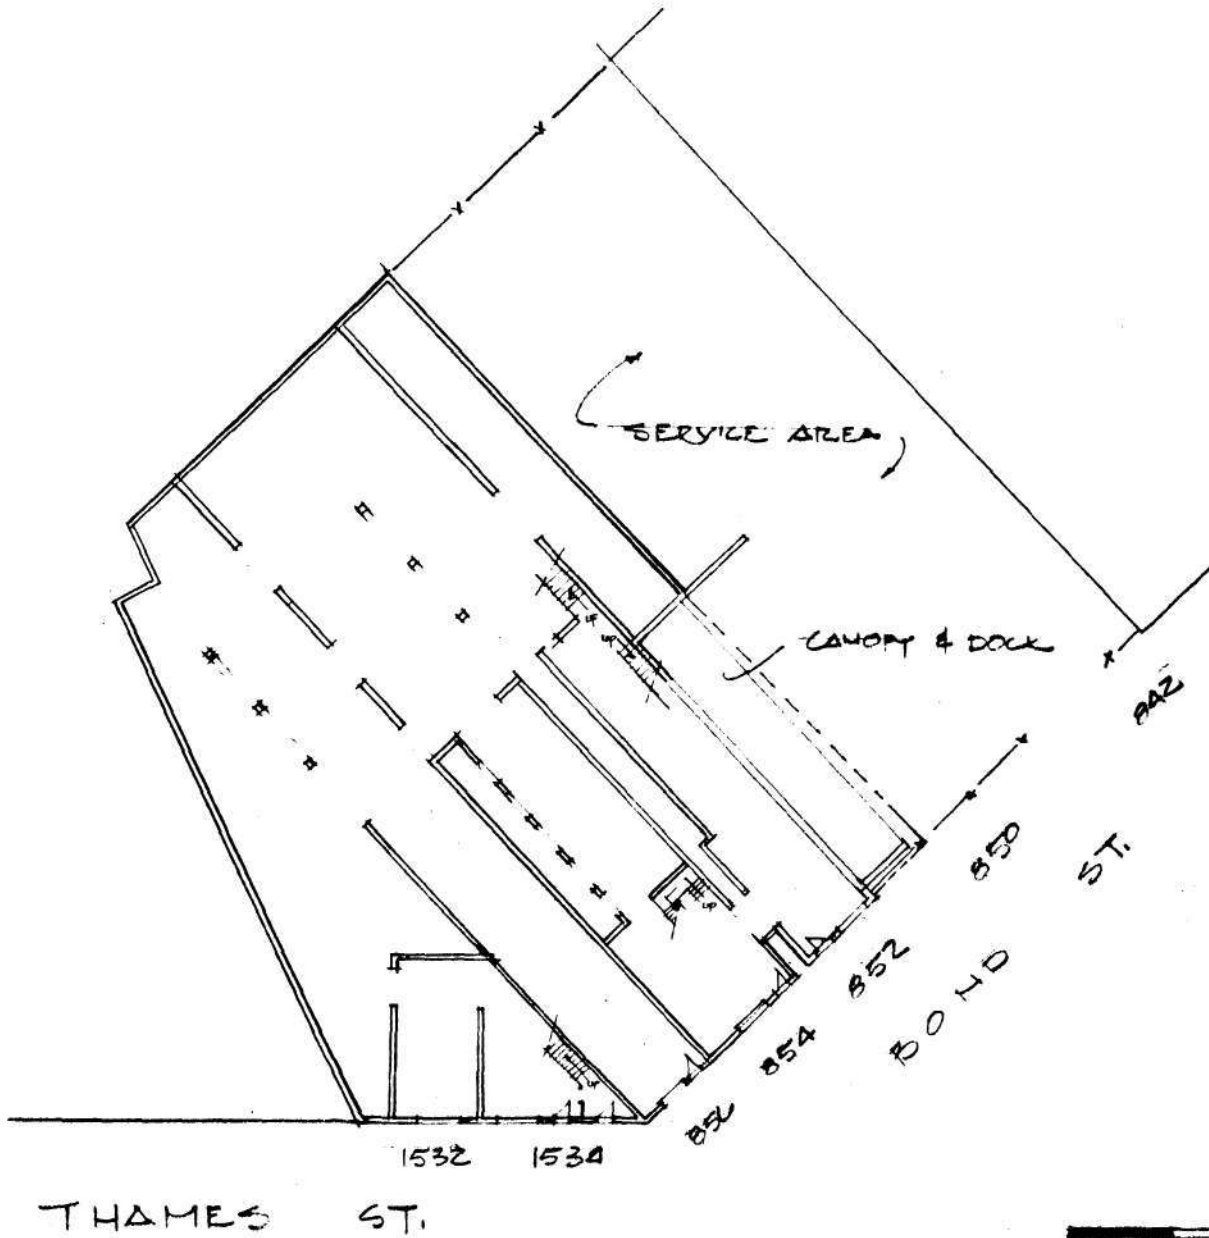 SERVICE AREA
UP
UP
CANOPY & DOCK
842
850
ST.
UP
852
BOND
854
UP
856
1532 1534
THAMES ST.